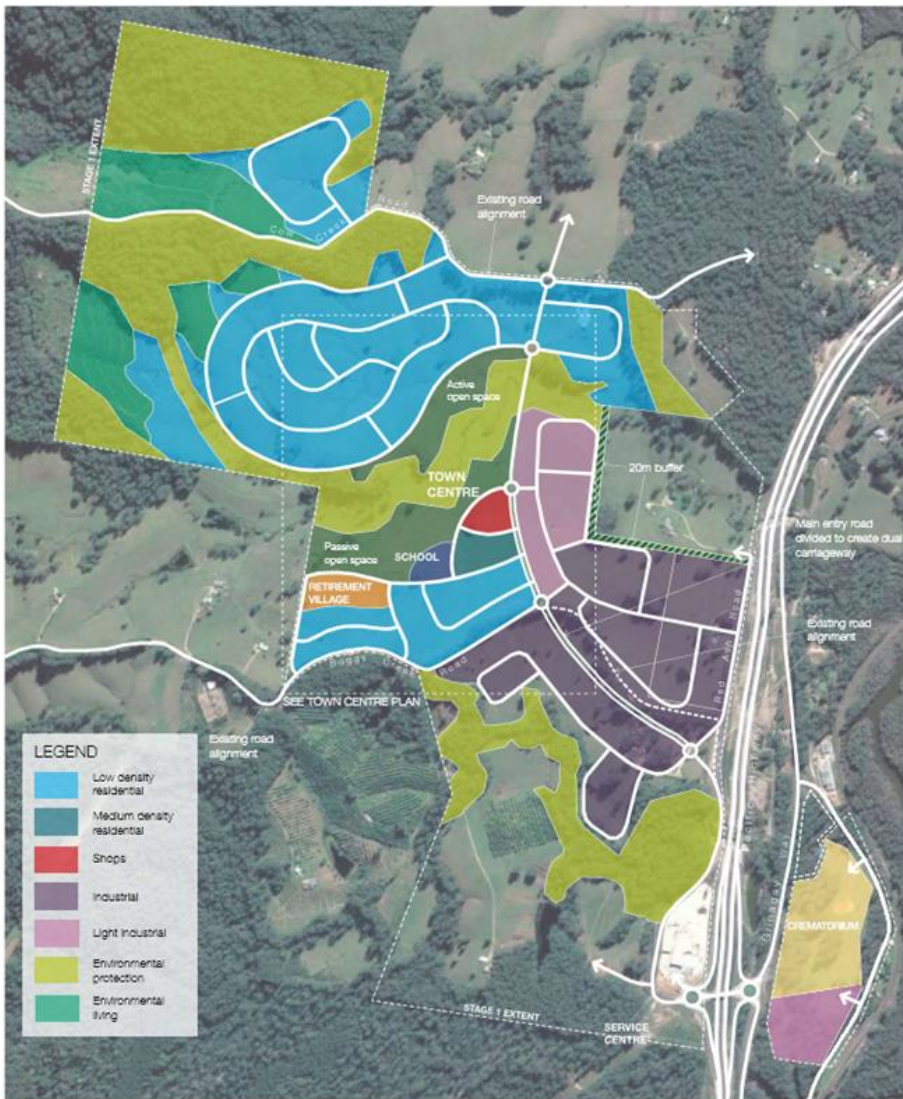 STAGE 1 EXTENT
Existing road
alignment
Road
Cow Creek
Active
open space
20m buffer
TOWN
CENTRE
Main entry road
divided to create dual
carriageway
Passive
open space
SCHOOL
RETIREMENT
VILLAGE
Existing road
alignment
Red Ash Road
Boggy Creek Road
SEE TOWN CENTRE PLAN
Existing road
alignment
LEGEND
Low density
residential
Medium density
residential
Shops
Industrial
Light industrial
Environmental
protection
Environmental
living
CREMATORIUM
STAGE 1 EXTENT
SERVICE
CENTRE